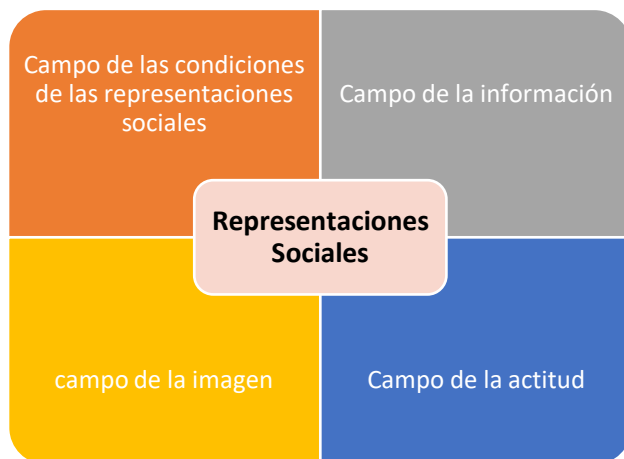 Campo de las condiciones
de las representaciones
sociales
Campo de la información
Representaciones
Sociales
campo de la imagen
Campo de la actitud